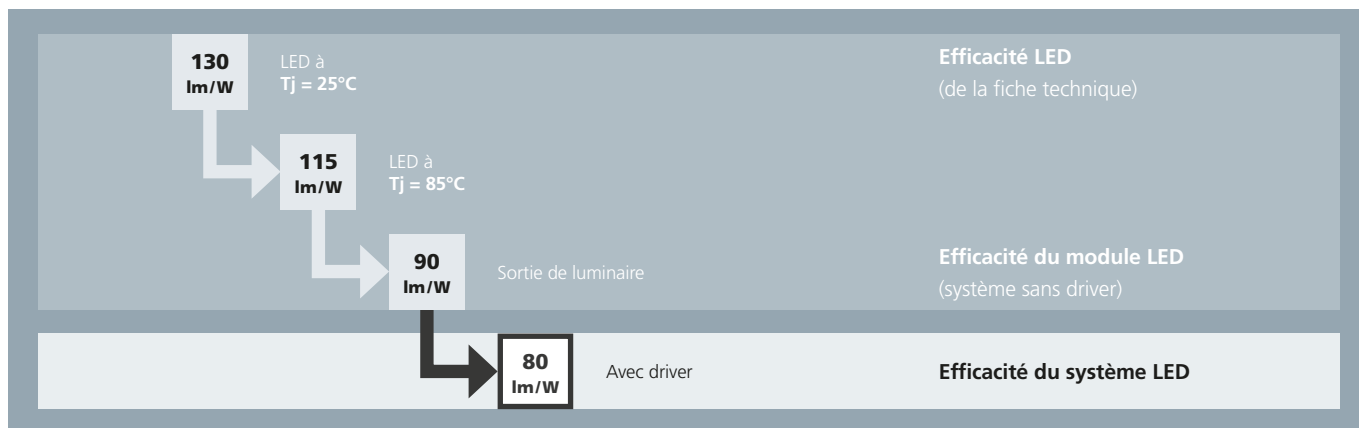 130
lm/W
LED à
Tj = 25°C
Efficacité LED
(de la fiche technique)
115
lm/W
LED à
Tj = 85°C
90
lm/W
Sortie de luminaire
Efficacité du module LED
(système sans driver)
80
lm/W
Avec driver
Efficacité du système LED